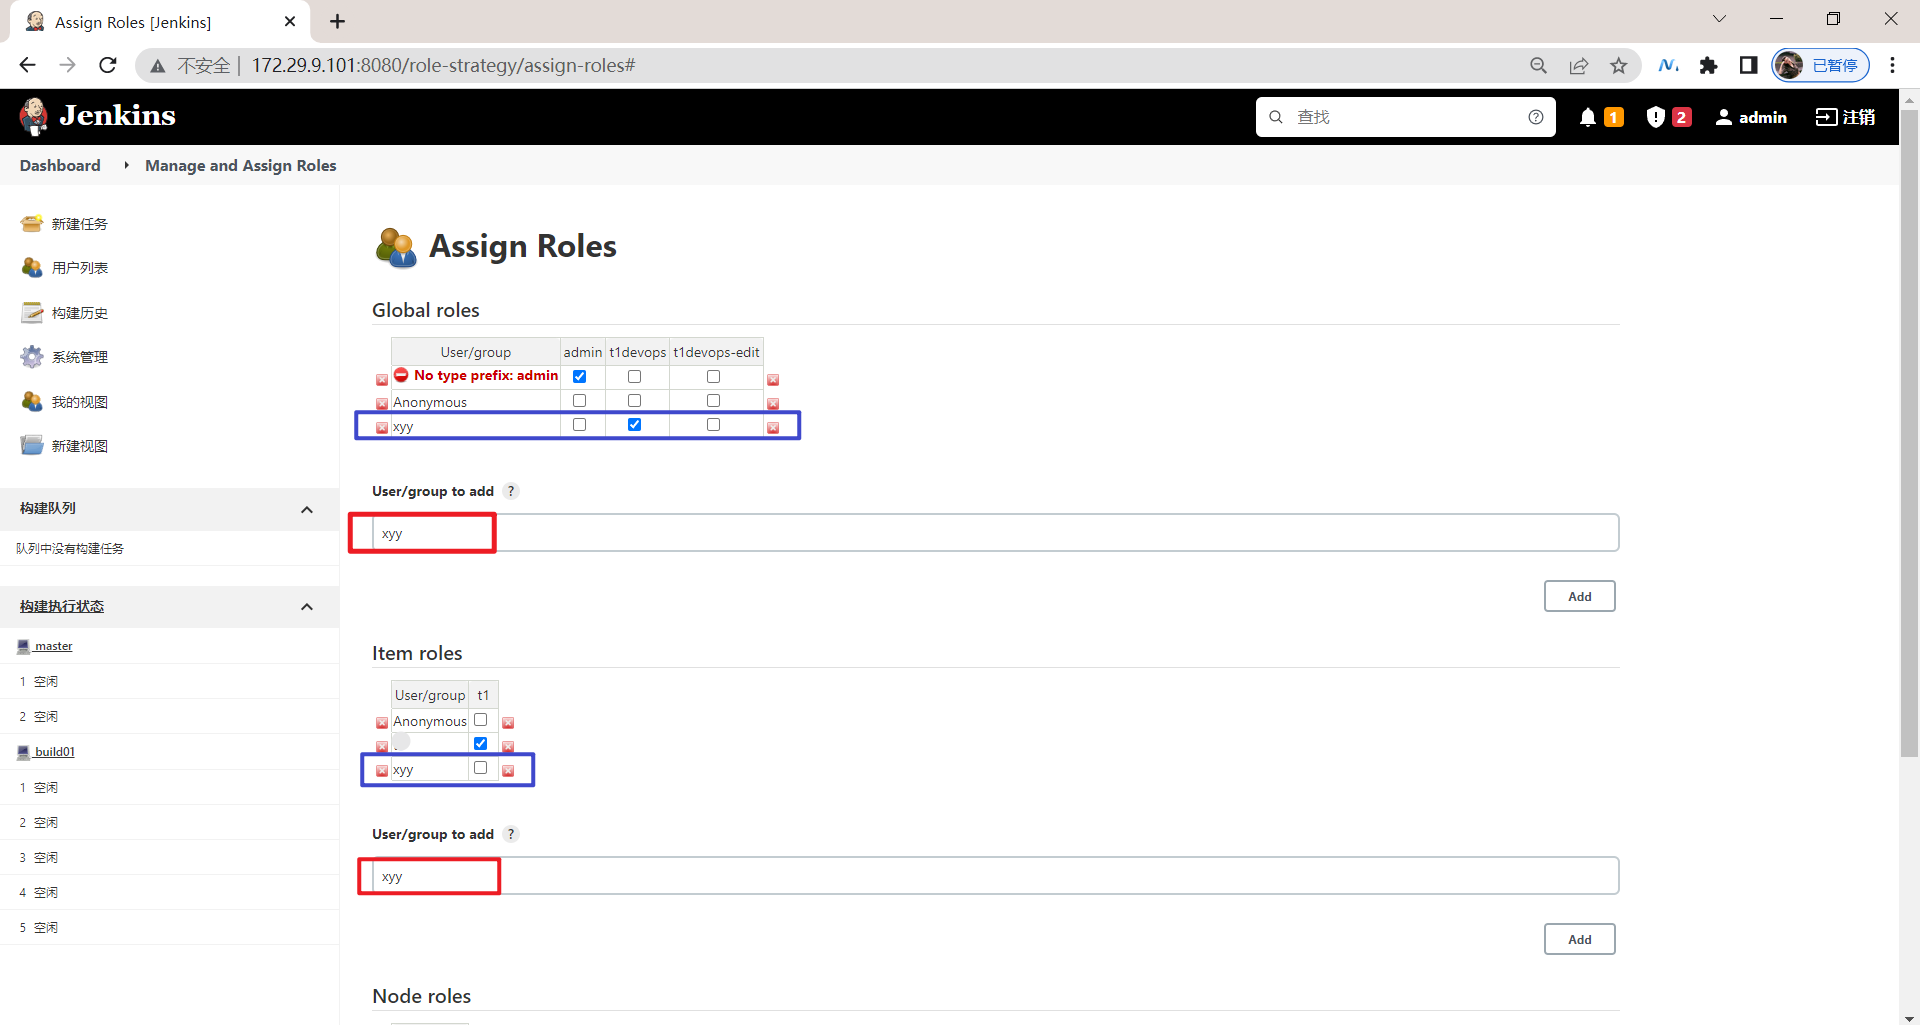 Assign Roles [Jenkins]
不安全 | 172.29.9.101:8080/role-strategy/assign-roles#
已暂停
Jenkins
查找
1
2
admin
注销
Dashboard
Manage and Assign Roles
新建任务
用户列表
构建历史
系统管理
我的视图
新建视图
构建队列
队列中没有构建任务
构建执行状态
master
1 空闲
2 空闲
build01
1 空闲
2 空闲
3 空闲
4 空闲
5 空闲
Assign Roles
Global roles
User/group admin t1devops t1devops-edit
No type prefix: admin
Anonymous
xyy
User/group to add ?
xyy
Add
Item roles
User/group t1
Anonymous
xyy
User/group to add ?
xyy
Add
Node roles